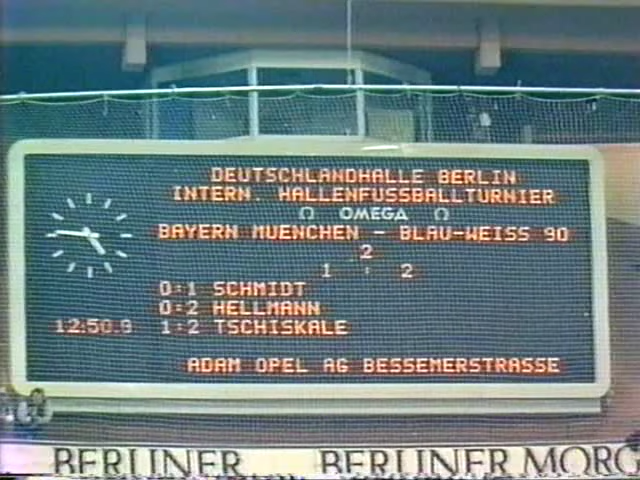 DEUTSCHLANDHALLE BERLIN
INTERN. HALLENFUSSBALLTURNIER
Ω OMEGA Ω
BAYERN MUENCHEN - BLAU-WEISS 90
2
1 : 2
0:1 SCHMIDT
0:2 HELLMANN
12:50.9 1:2 TSCHISKALE
ADAM OPEL AG BESSEMERSTRASSE
BERLINER BERLINER MORG